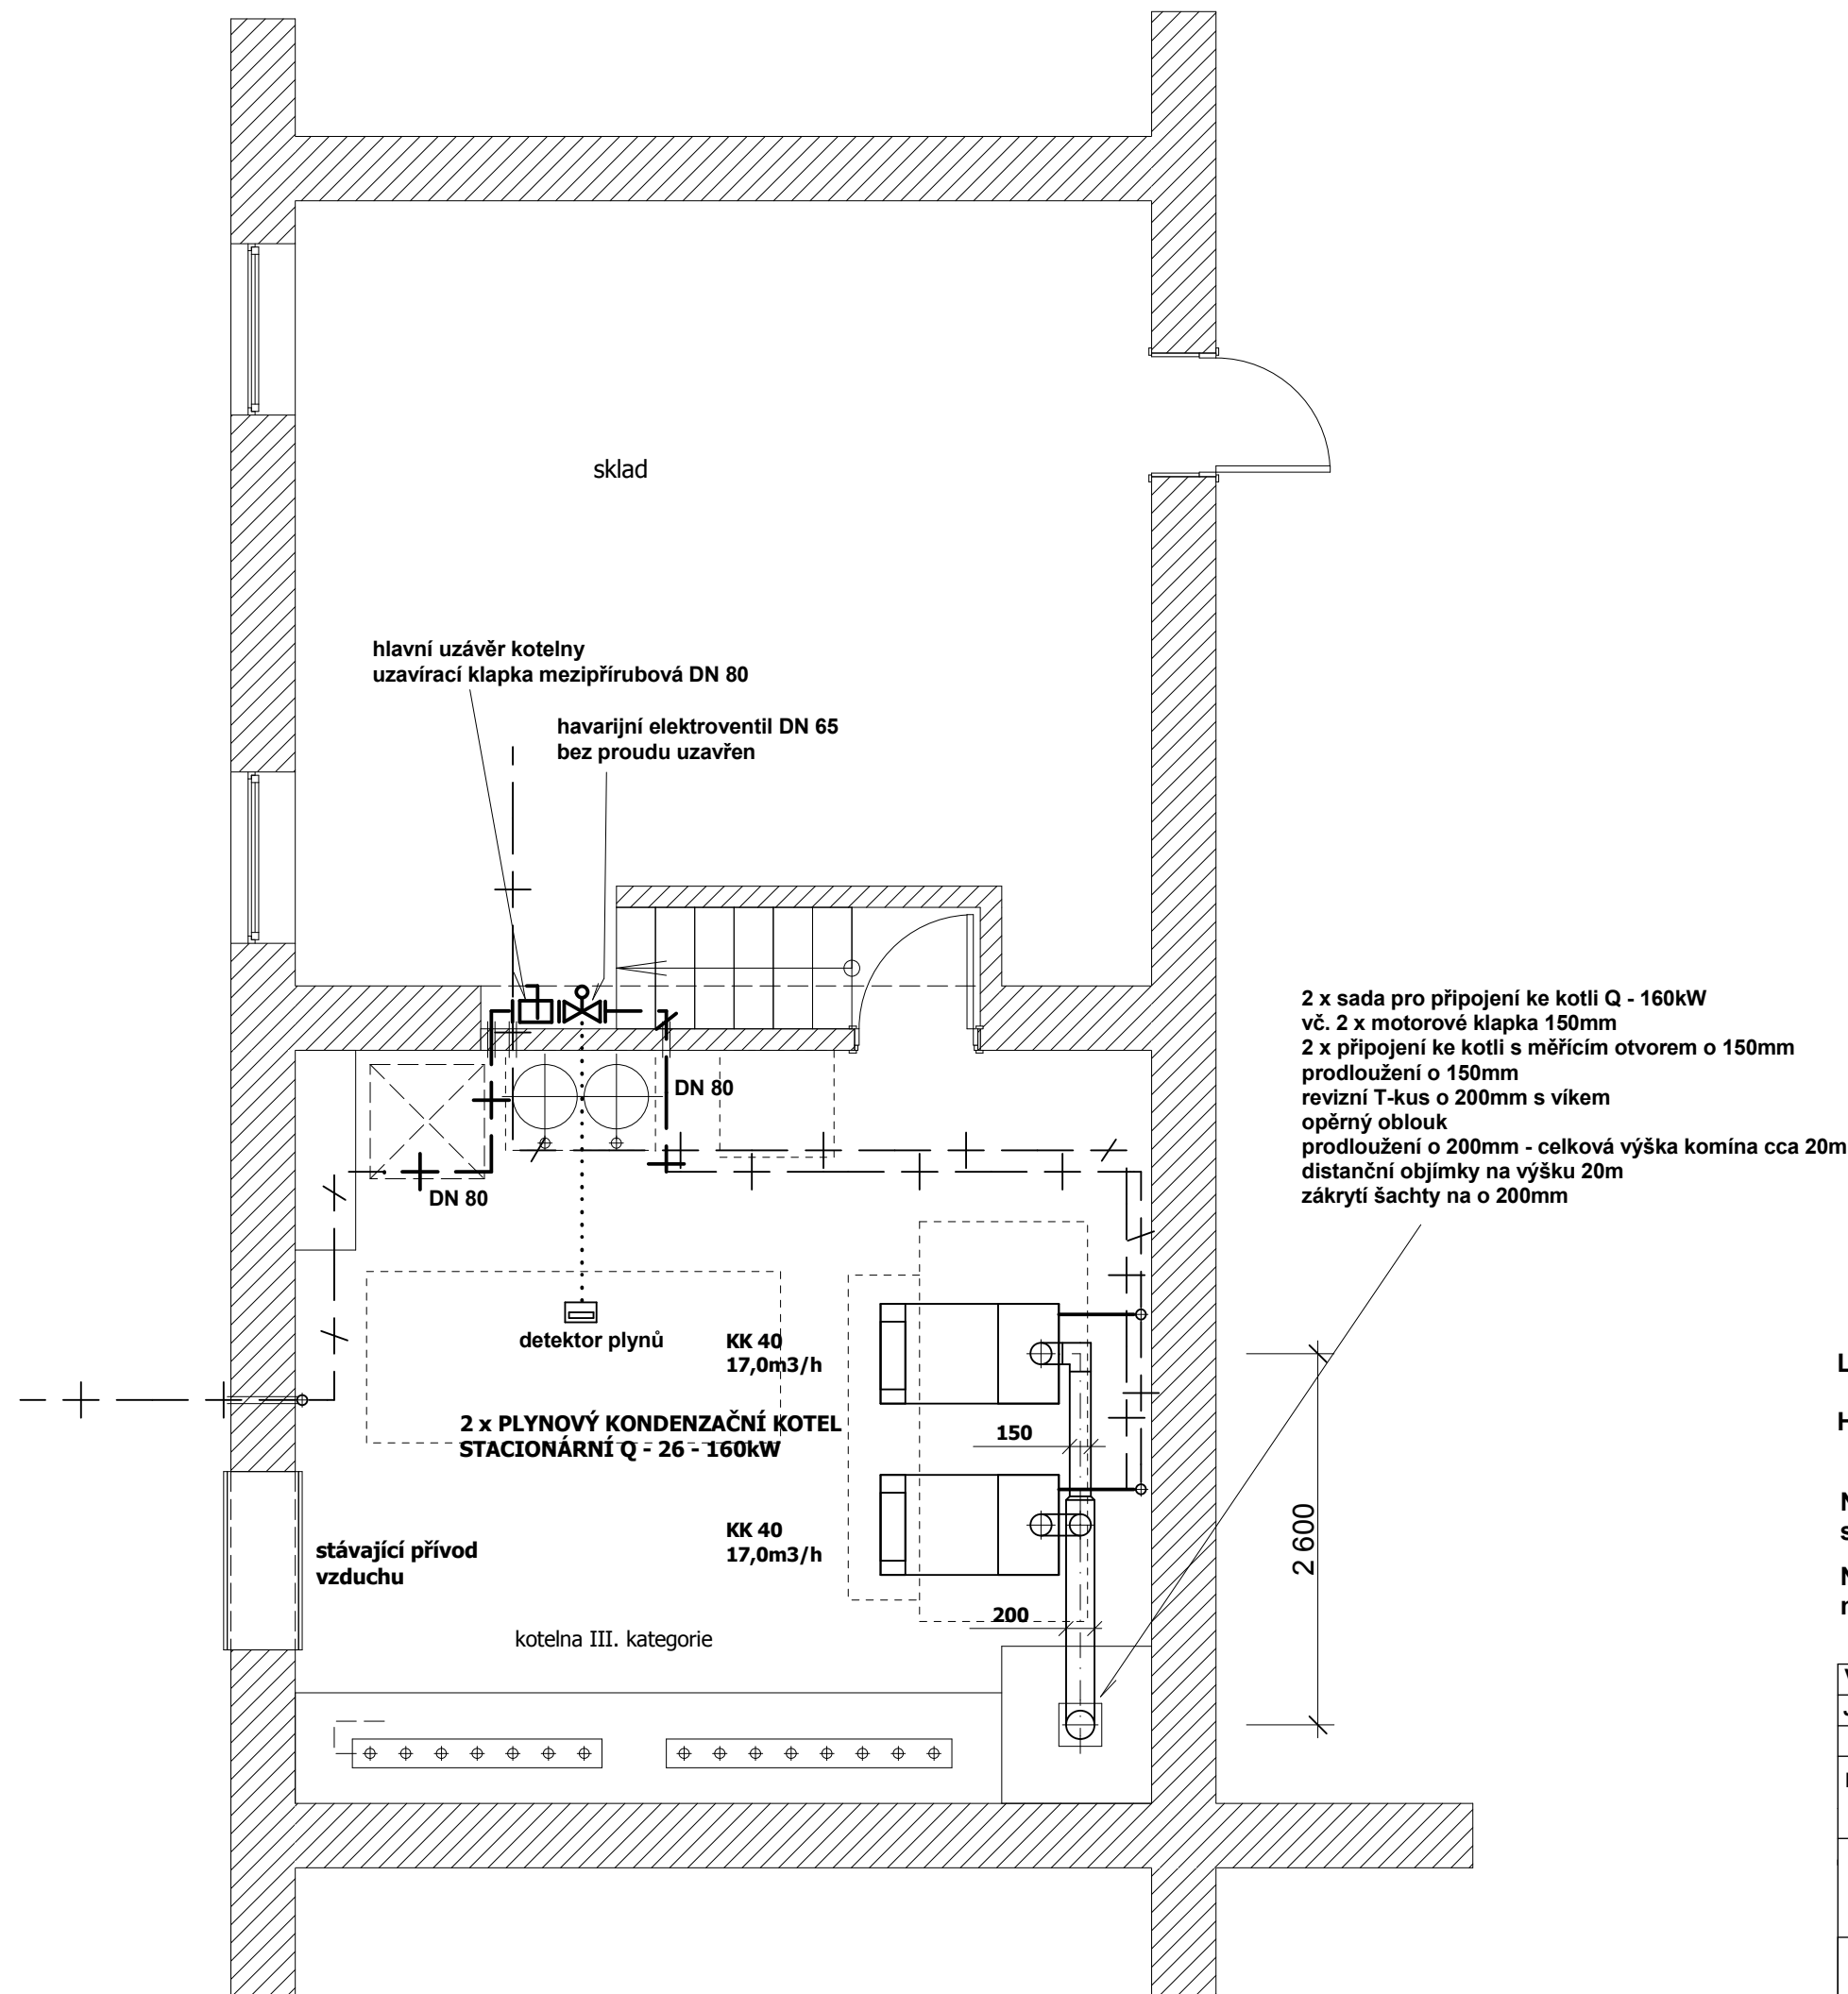 sklad
hlavní uzávěr kotelny
uzavírací klapka mezipřírubová DN 80
havarijní elektroventil DN 65
bez proudu uzavřen
2 x sada pro připojení ke kotli Q - 160kW
vč. 2 x motorové klapka 150mm
2 x připojení ke kotli s měřícím otvorem o 150mm
prodloužení o 150mm
revizní T-kus o 200mm s víkem
opěrný oblouk
prodloužení o 200mm - celková výška komína cca 20m
distanční objímky na výšku 20m
zákrytí šachty na o 200mm
DN 80
DN 80
detektor plynů
KK 40
17,0m3/h
2 x PLYNOVÝ KONDENZAČNÍ KOTEL
STACIONÁRNÍ Q - 26 - 160kW
150
KK 40
17,0m3/h
2 600
stávající přívod
vzduchu
200
kotelna III. kategorie